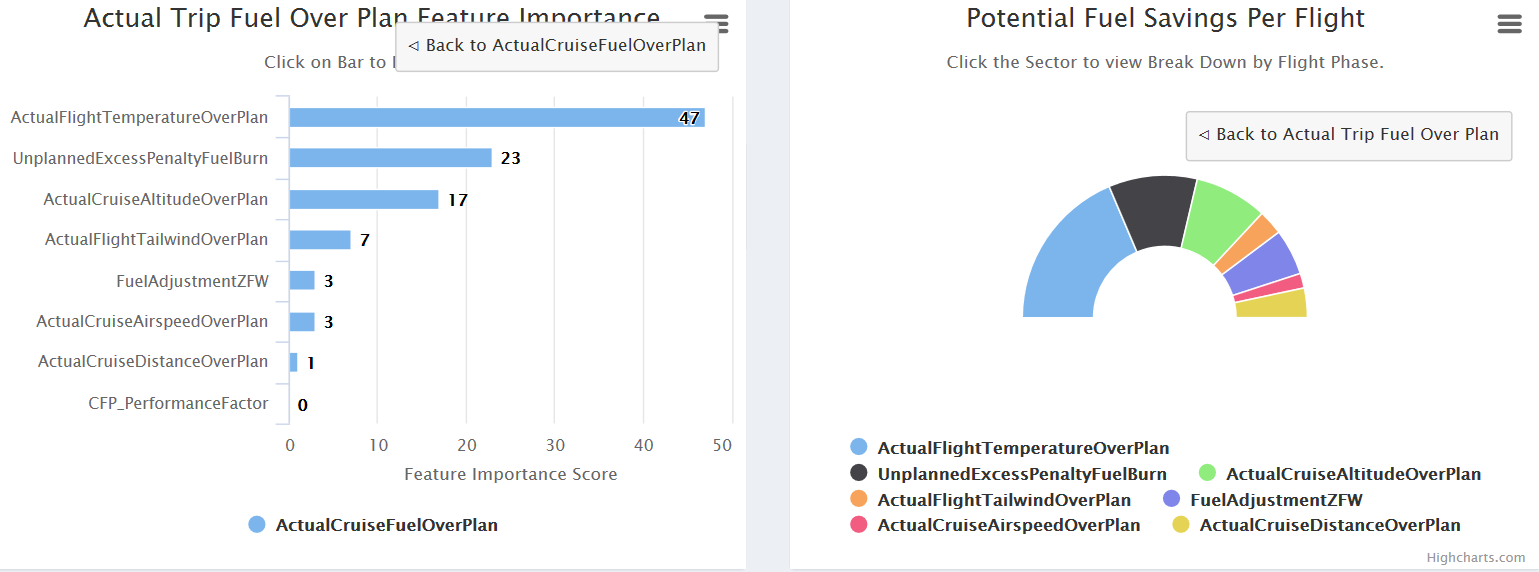 Actual Trip Fuel Over Plan Feature Importance
◁ Back to ActualCruiseFuelOverPlan
Click on Bar to
ActualFlightTemperatureOverPlan
47
UnplannedExcessPenaltyFuelBurn
23
ActualCruiseAltitudeOverPlan
17
ActualFlightTailwindOverPlan
7
FuelAdjustmentZFW
3
ActualCruiseAirspeedOverPlan
3
ActualCruiseDistanceOverPlan
1
CFP_PerformanceFactor
0
0 10 20 30 40 50
Feature Importance Score
ActualCruiseFuelOverPlan
Potential Fuel Savings Per Flight
Click the Sector to view Break Down by Flight Phase.
◁ Back to Actual Trip Fuel Over Plan
ActualFlightTemperatureOverPlan
UnplannedExcessPenaltyFuelBurn ActualCruiseAltitudeOverPlan
ActualFlightTailwindOverPlan FuelAdjustmentZFW
ActualCruiseAirspeedOverPlan ActualCruiseDistanceOverPlan
Highcharts.com